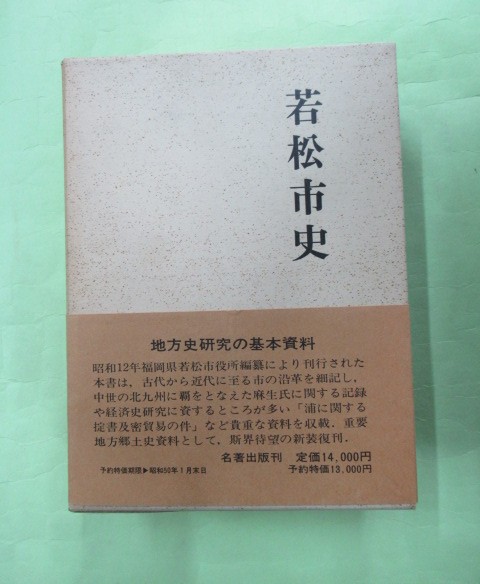 若松市史
地方史研究の基本資料
昭和12年福岡県若松市役所編纂により刊行された
本書は，古代から近代に至る市の沿革を細記し，
中世の北九州に覇をとなえた麻生氏に関する記録
や経済史研究に資するところが多い「浦に関する
掟書及密貿易の件」など貴重な資料を収載．重要
地方郷土史資料として，斯界待望の新装復刊．
名著出版刊 定価14,000円
予約特価期限▶昭和50年1月末日 予約特価13,000円